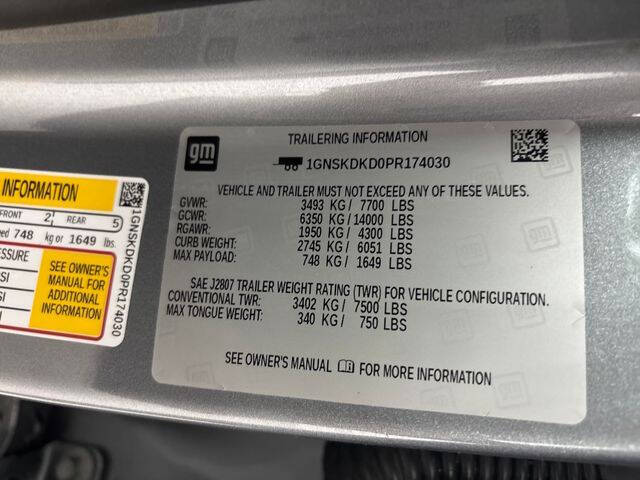 gm
TRAILERING INFORMATION
1GNSKDKD0PR174030
VEHICLE AND TRAILER MUST NOT EXCEED ANY OF THESE VALUES.
GVWR: 3493 KG / 7700 LBS
GCWR: 6350 KG / 14000 LBS
RGAWR: 1950 KG / 4300 LBS
CURB WEIGHT: 2745 KG / 6051 LBS
MAX PAYLOAD: 748 KG / 1649 LBS
SAE J2807 TRAILER WEIGHT RATING (TWR) FOR VEHICLE CONFIGURATION.
CONVENTIONAL TWR: 3402 KG / 7500 LBS
MAX TONGUE WEIGHT: 340 KG / 750 LBS
SEE OWNER'S MANUAL FOR MORE INFORMATION
INFORMATION
FRONT 2 REAR 5
748 kg or 1649 lbs.
SEE OWNER'S
MANUAL FOR
ADDITIONAL
INFORMATION
1GNSKDKD0PR174030